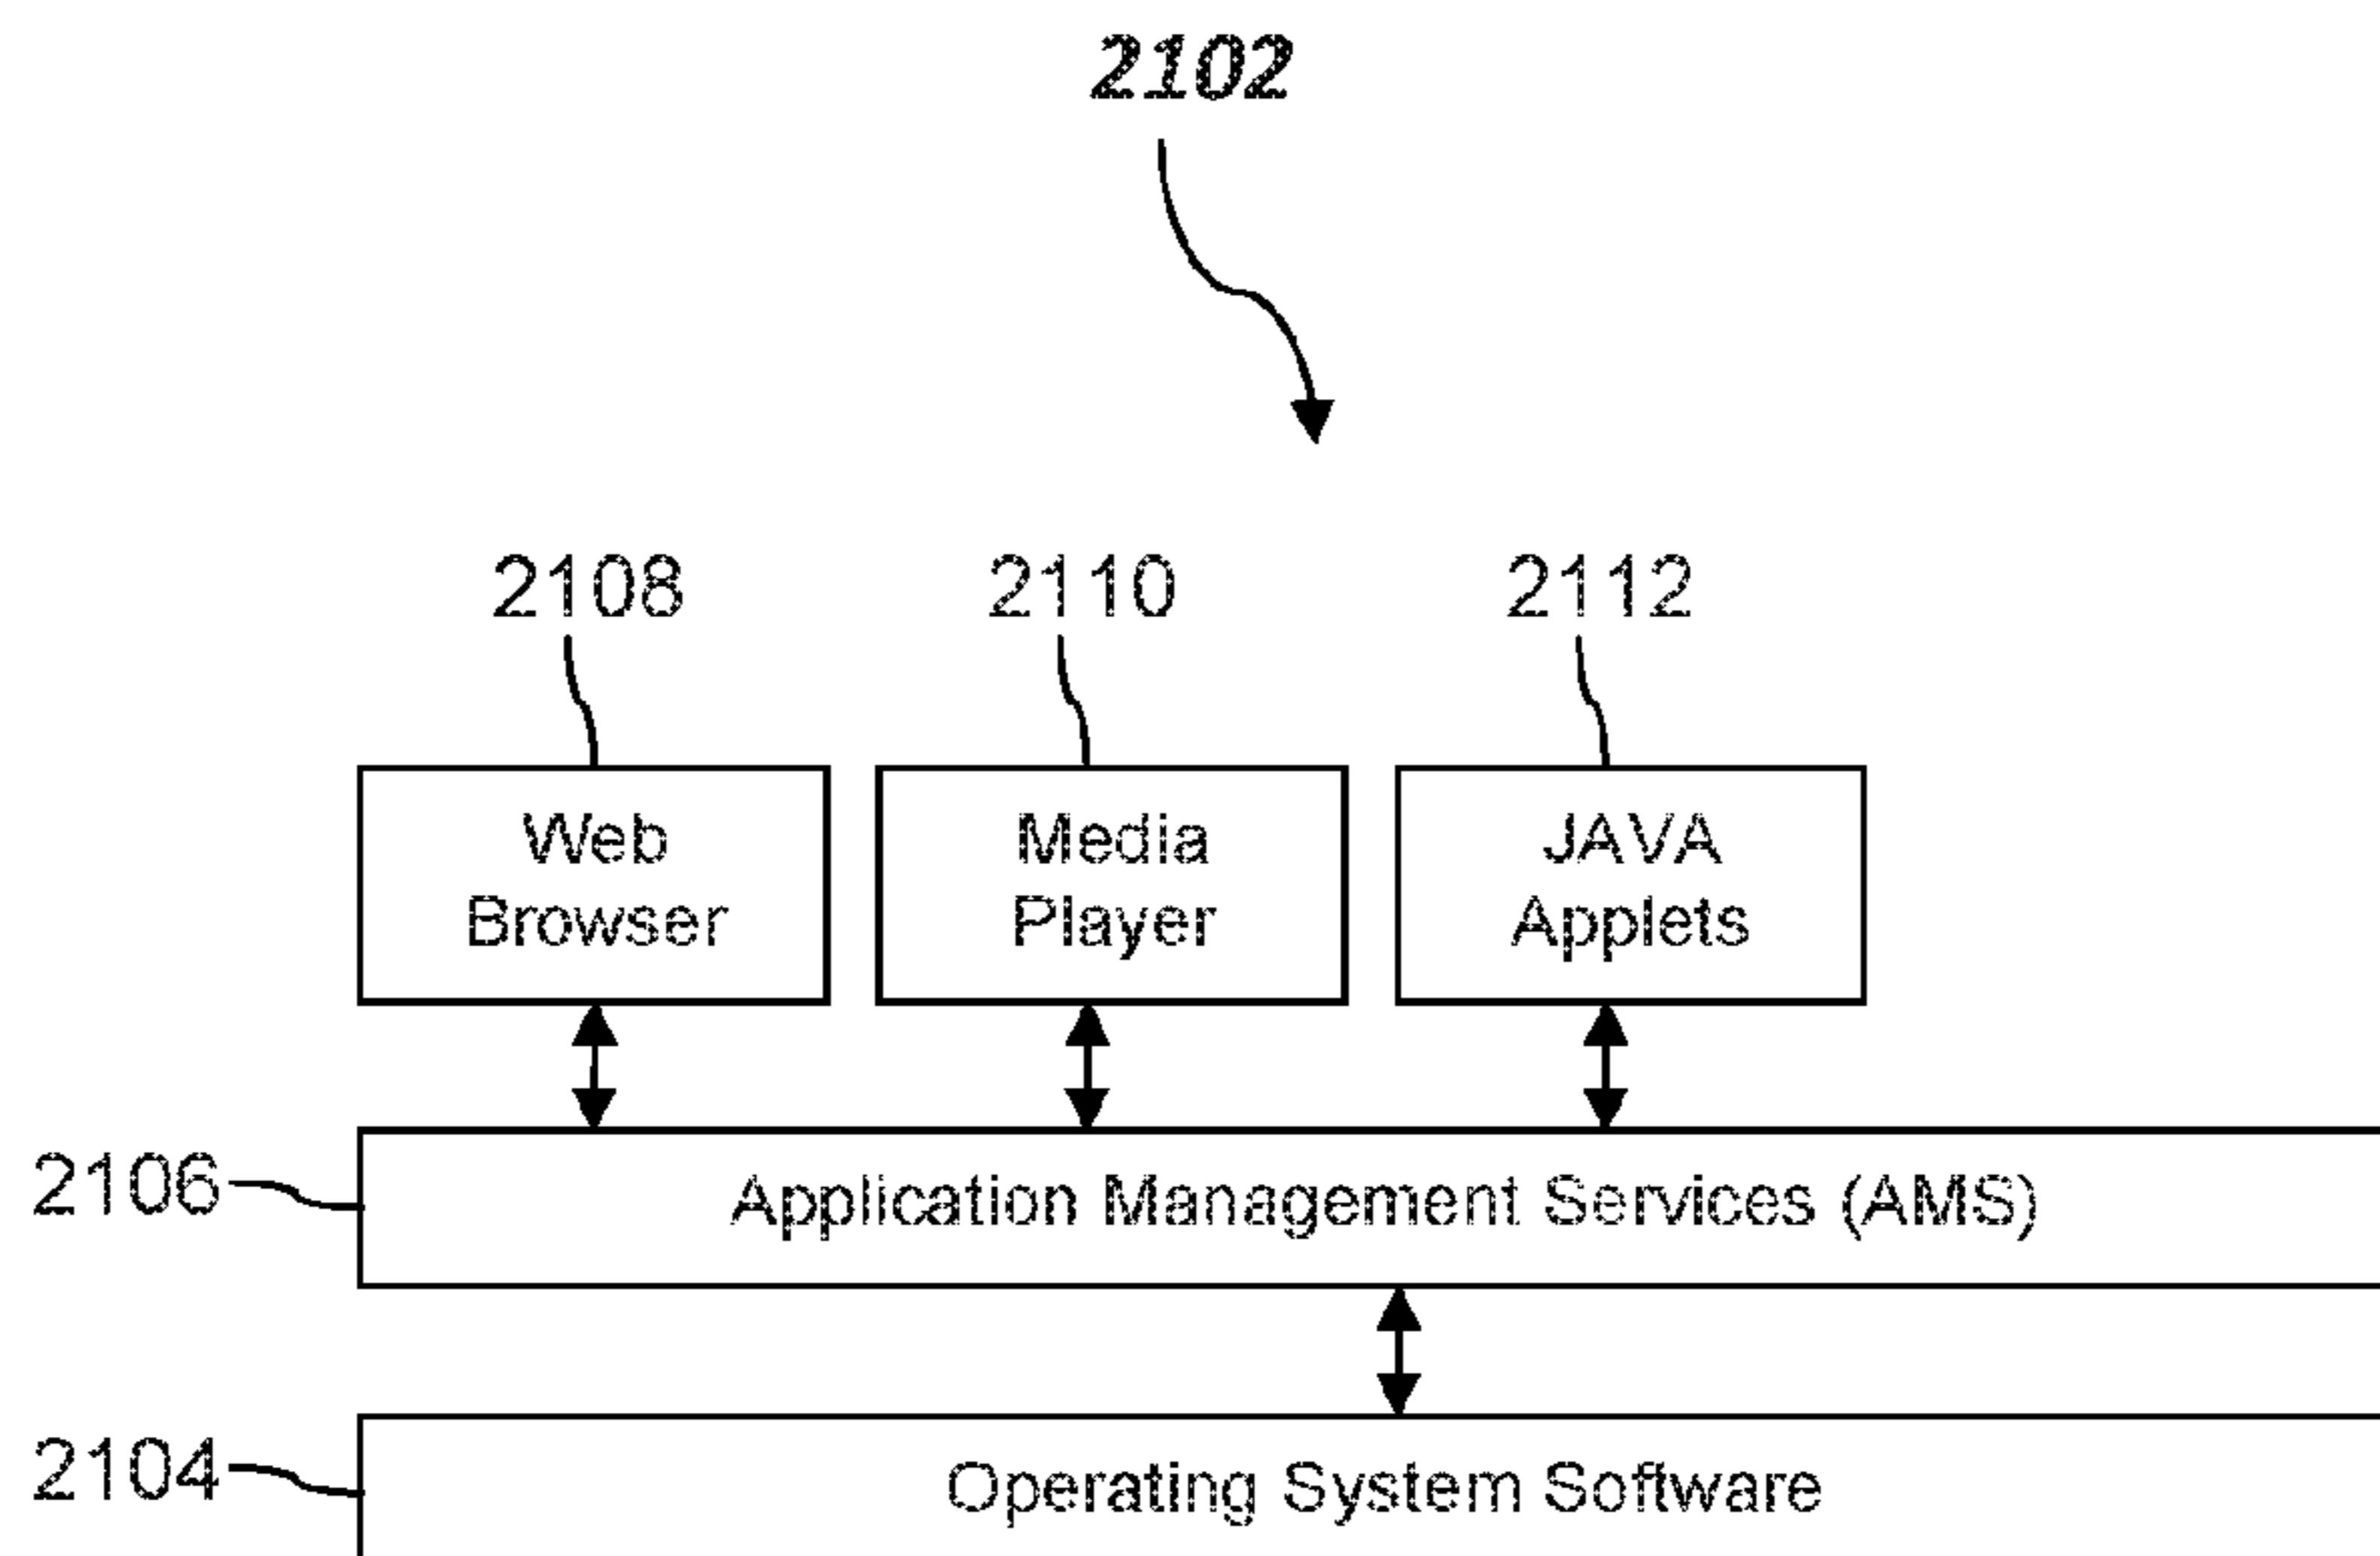 2102
2108
2110
2112
Web
Browser
Media
Player
JAVA
Applets
2106
Application Management Services (AMS)
2104
Operating System Software